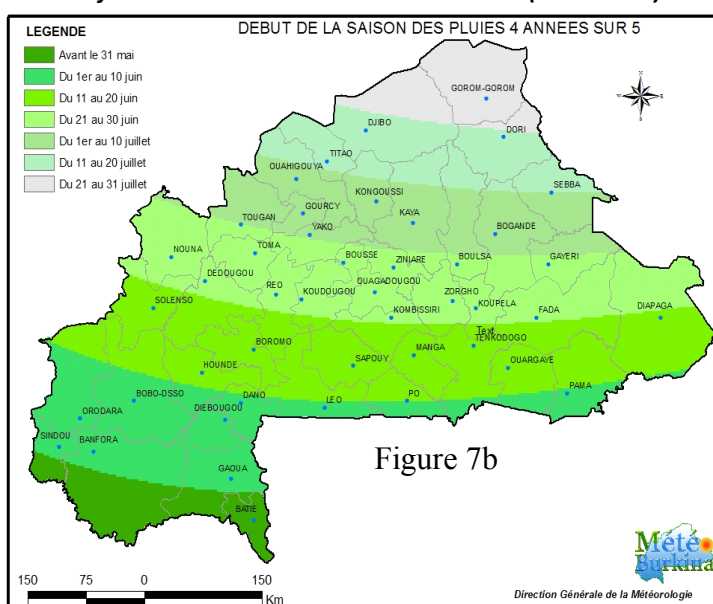 DEBUT DE LA SAISON DES PLUIES 4 ANNEES SUR 5
LEGENDE
Avant le 31 mai
Du 1er au 10 juin
Du 11 au 20 juin
Du 21 au 30 juin
Du 1er au 10 juillet
Du 11 au 20 juillet
Du 21 au 31 juillet
GOROM-GOROM
DJIBO
DORI
TITAO
OUAHIGOUYA
SEBBA
KONGOUSSI
GOURCY
KAYA
TOUGAN
YAKO
BOGANDE
NOUNA
TOMA
BOUSSE
ZINIARE
BOULSA
GAYERI
DEDOUGOU
REO
KOUDOUGOU
OUAGADOUGOU
ZORGHO
KOUPELA
SOLENSO
KOMBISSIRI
FADA
DIAPAGA
Text
TENKODOGO
BOROMO
MANGA
SAPOUY
OUARGAYE
HOUNDE
PAMA
BOBO-DSSO
DANO
LEO
PO
ORODARA
DIEBOUGOU
SINDOU
BANFORA
GAOUA
BATIE
Figure 7b
150 75 0 150
Km
Météo
Burkina
Direction Générale de la Météorologie